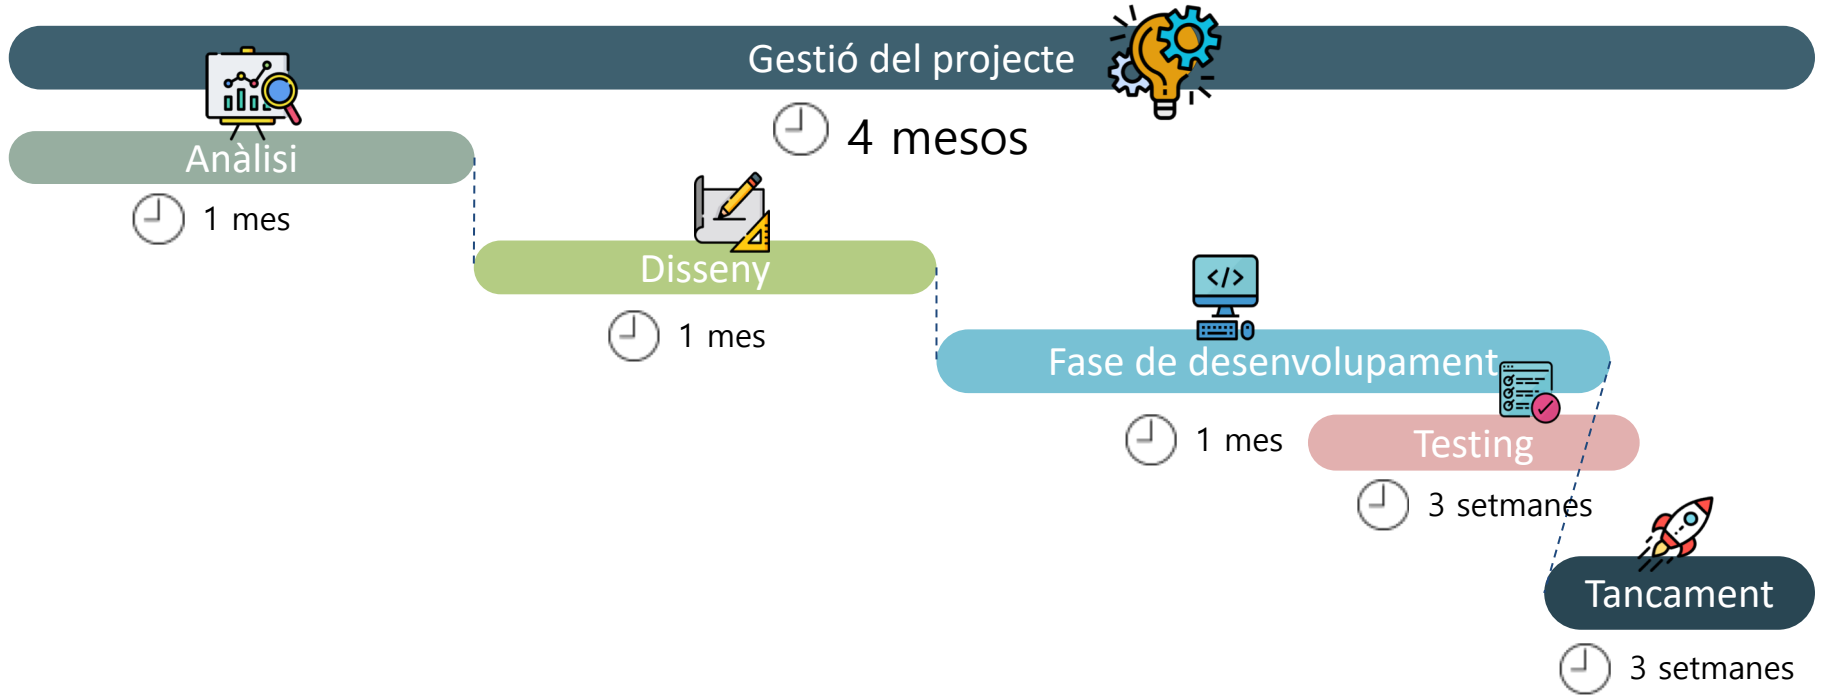 Gestió del projecte
4 mesos
Anàlisi
1 mes
Disseny
1 mes
</>
Fase de desenvolupament
1 mes
Testing
3 setmanes
Tancament
3 setmanes